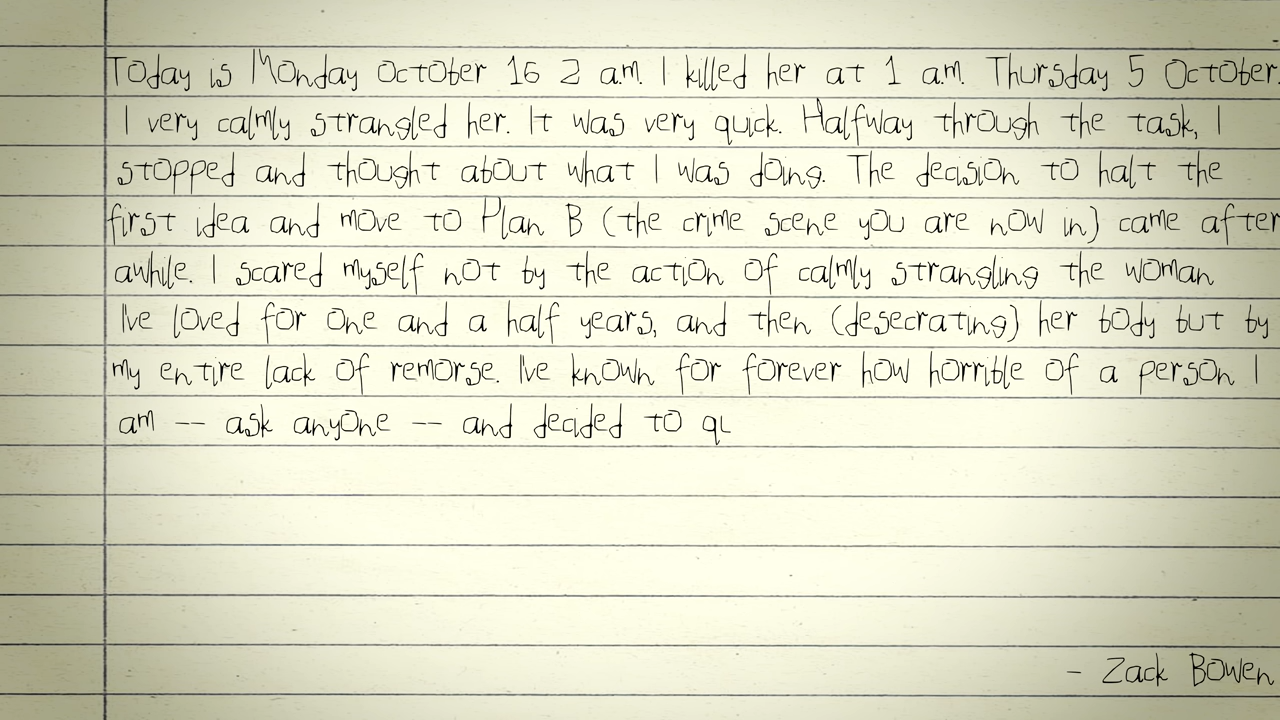 Today is Monday October 16 2 a.m. I killed her at 1 a.m. Thursday 5 October
I very calmly strangled her. It was very quick. Halfway through the task, I
stopped and thought about what I was doing. The decision to halt the
first idea and move to Plan B (the crime scene you are now in) came after
awhile. I scared myself not by the action of calmly strangling the woman
I've loved for one and a half years, and then (desecrating) her body but by
my entire lack of remorse. I've known for forever how horrible of a person I
am -- ask anyone -- and decided to qu
- Zack Bowen